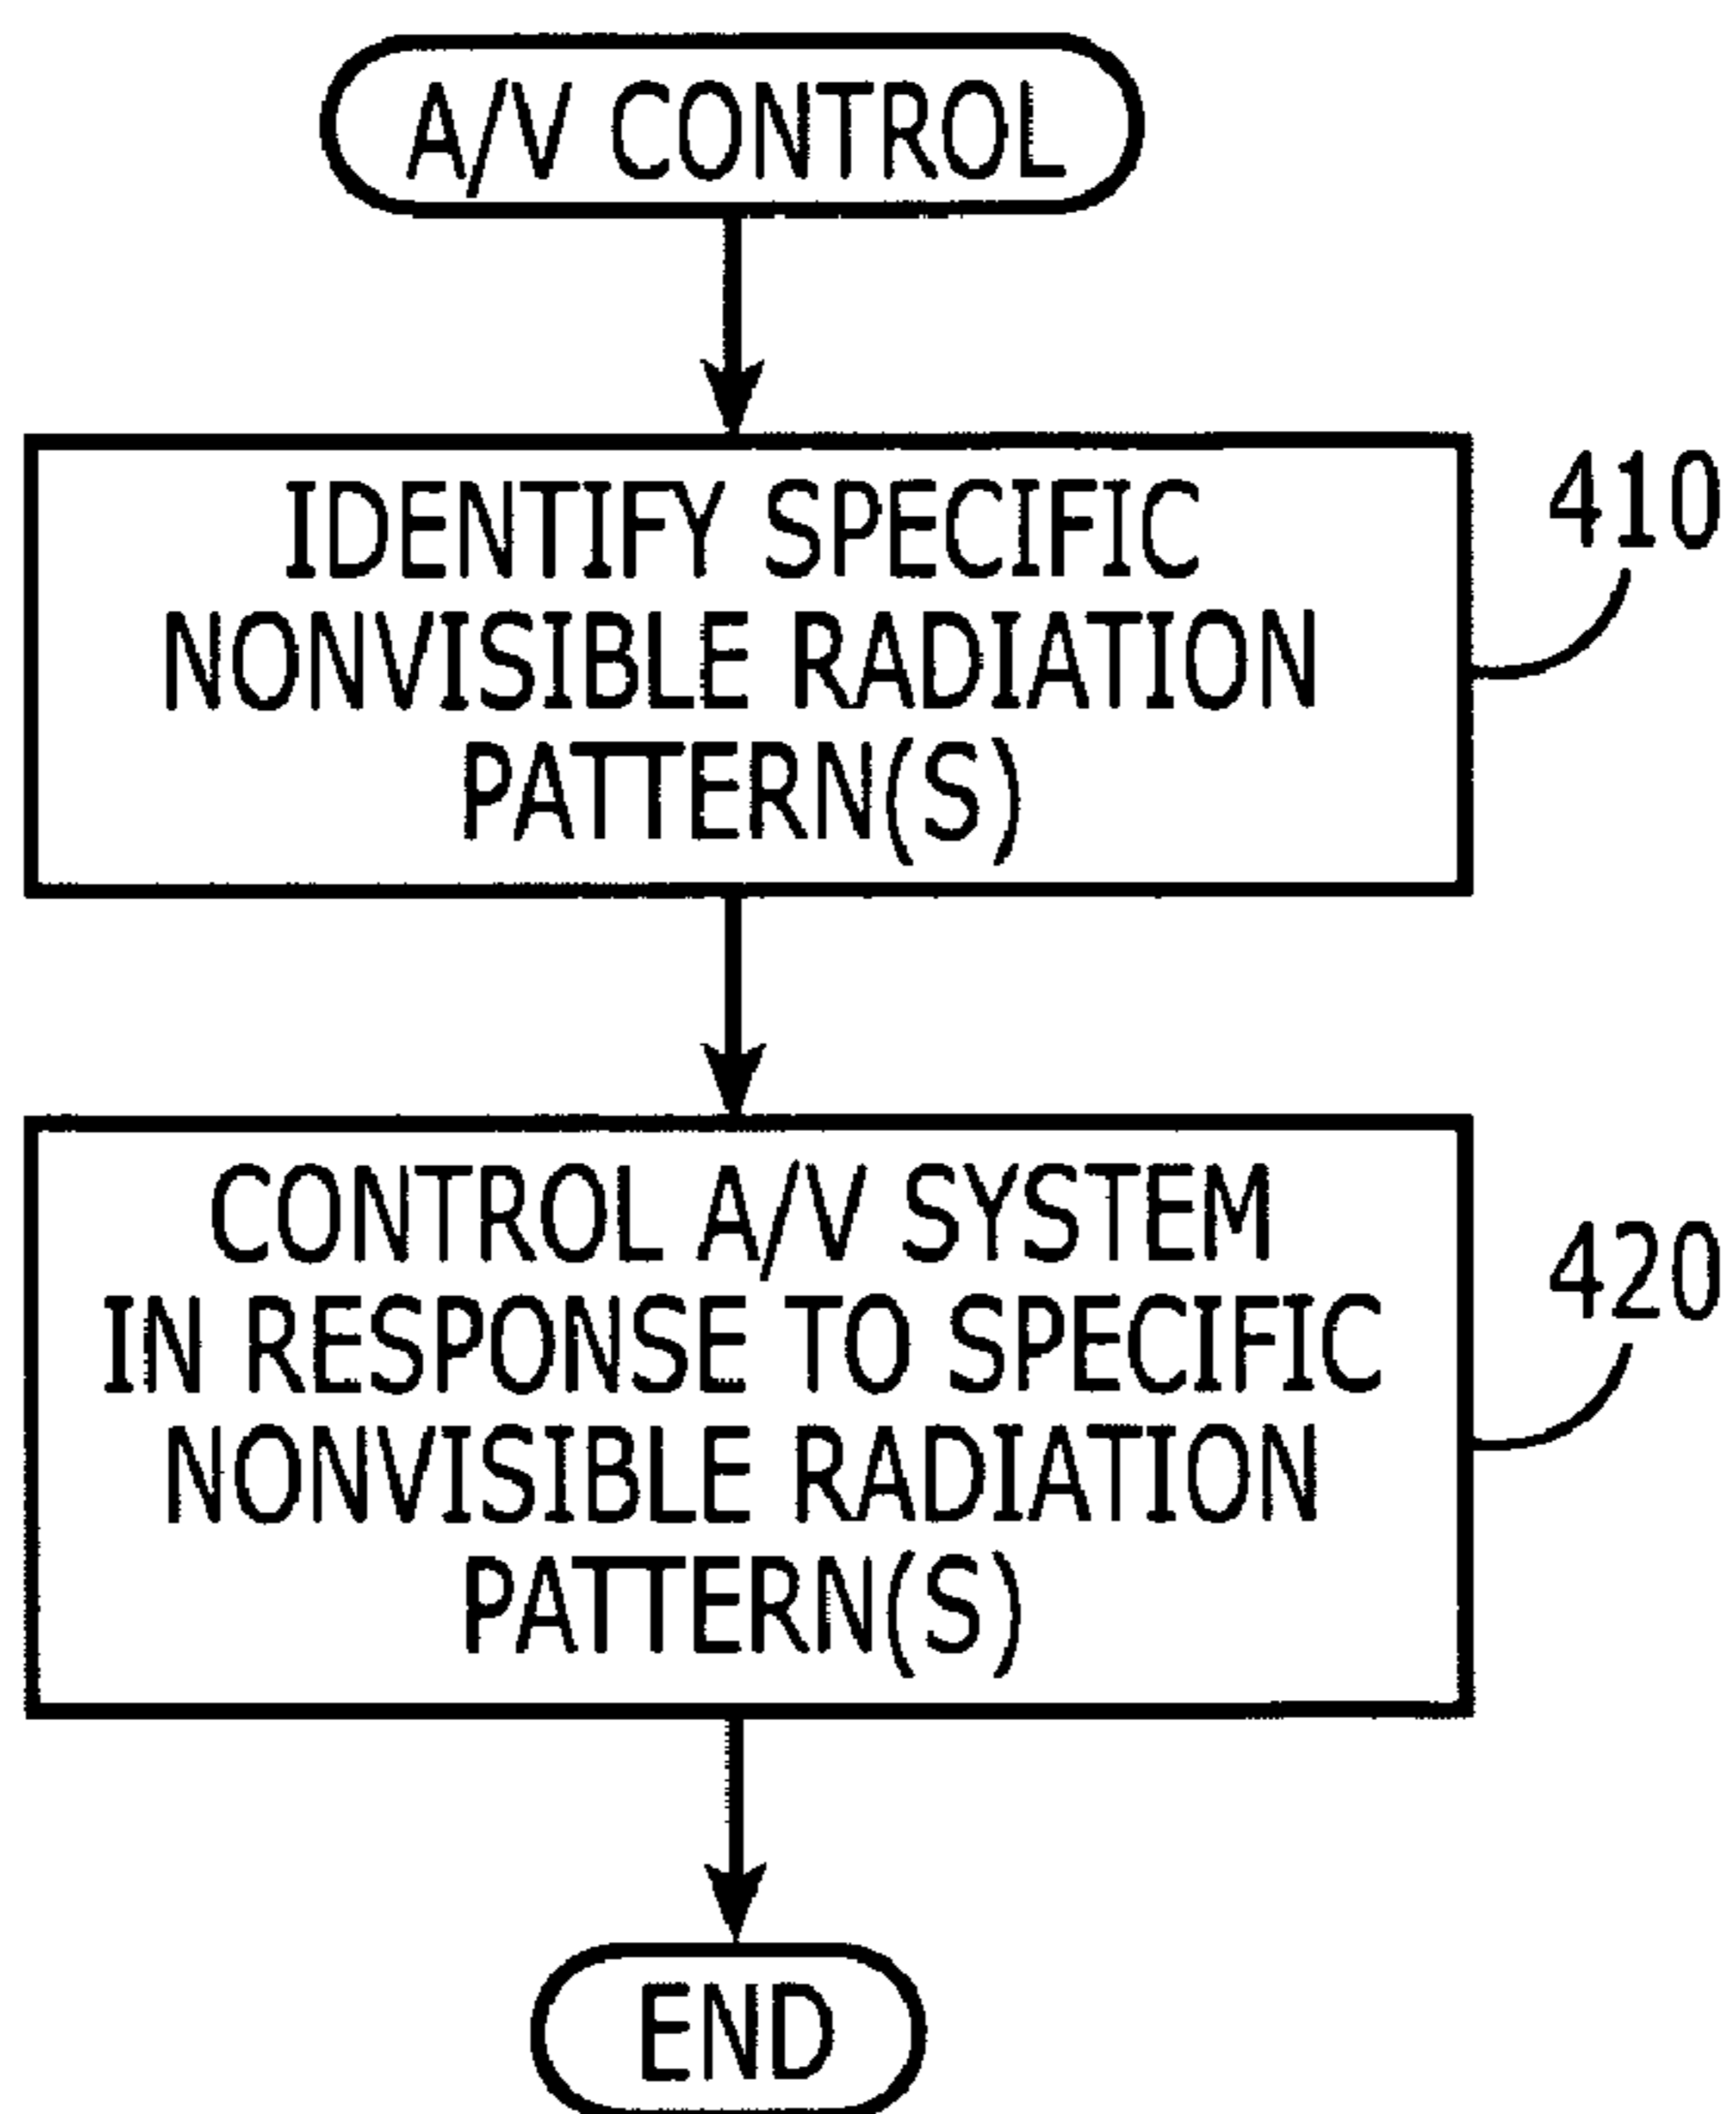 A/V CONTROL
IDENTIFY SPECIFIC
NONVISIBLE RADIATION
PATTERN(S)
410
CONTROL A/V SYSTEM
IN RESPONSE TO SPECIFIC
NONVISIBLE RADIATION
PATTERN(S)
420
END